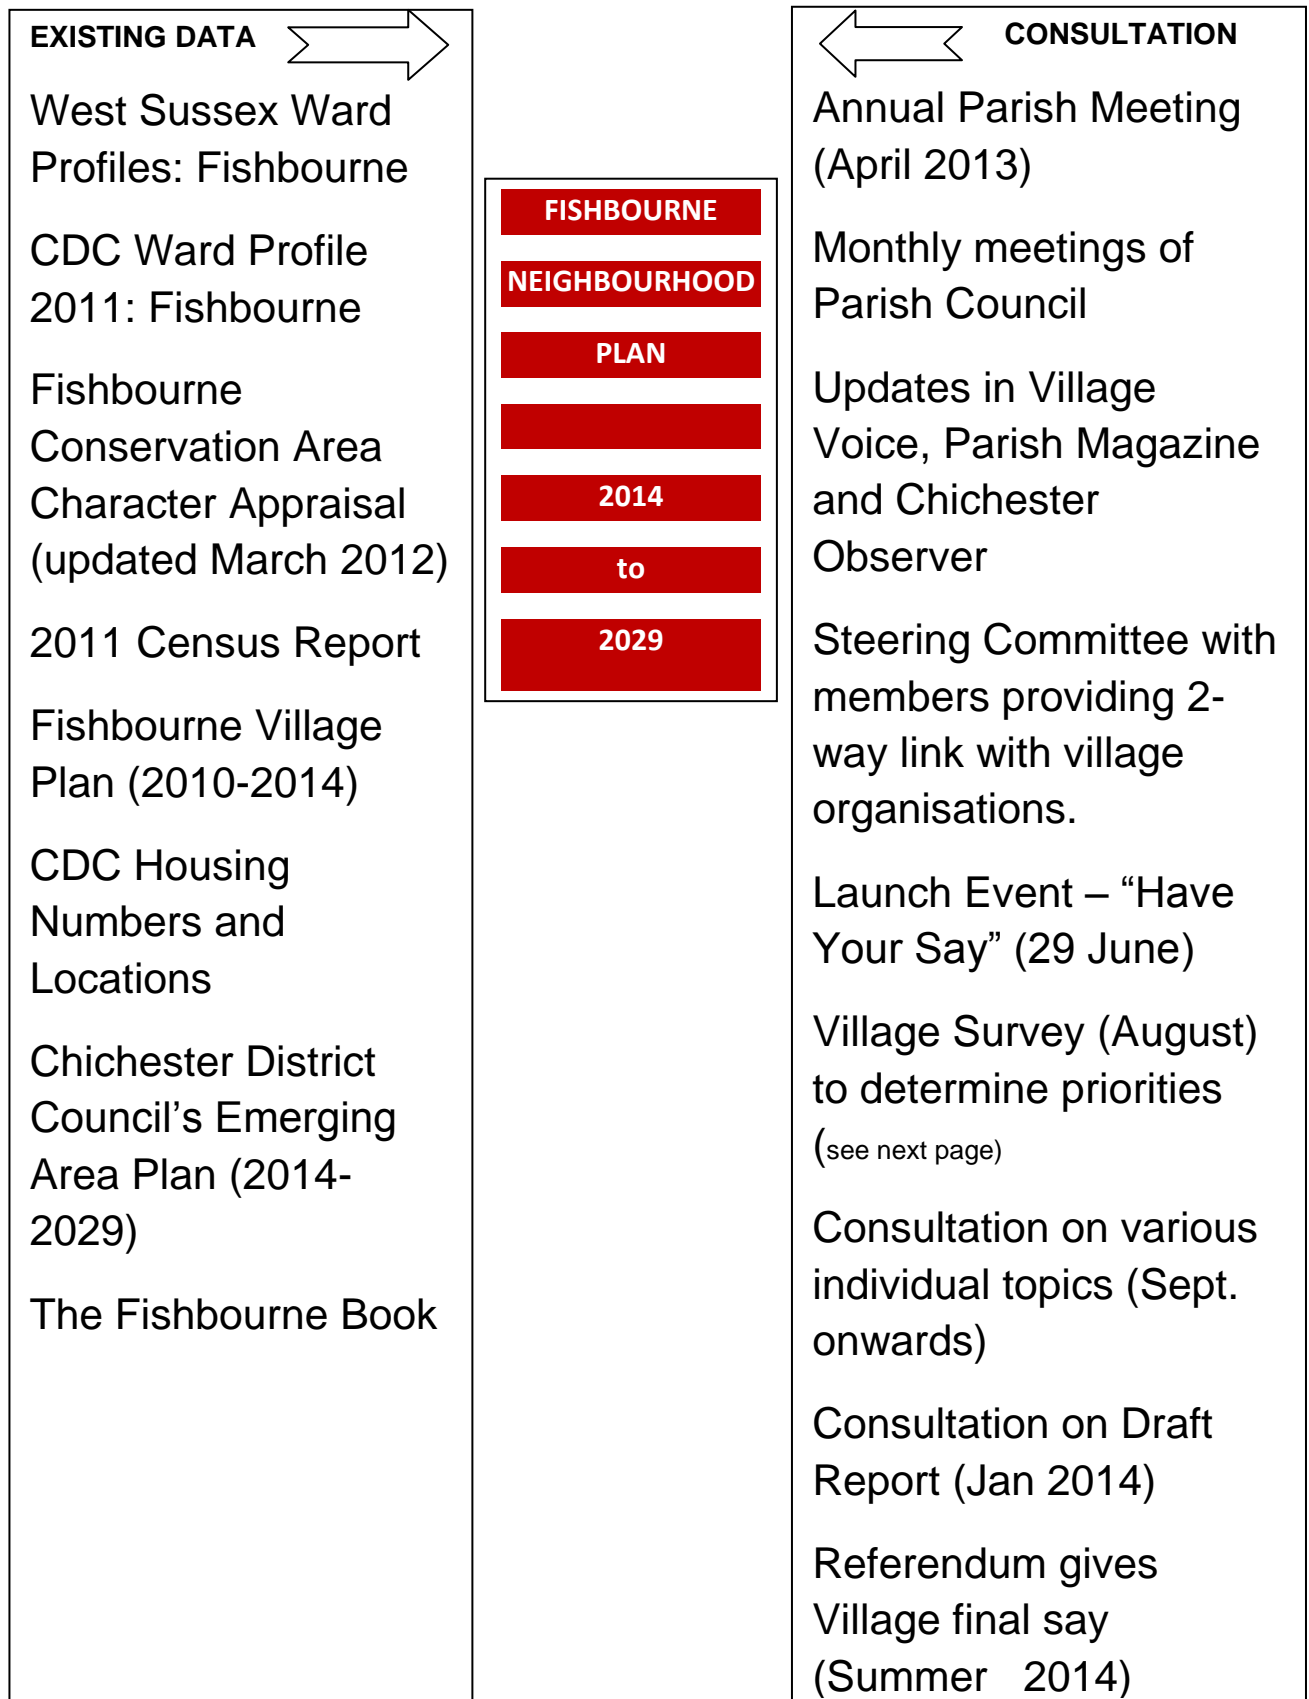 EXISTING DATA
West Sussex Ward
Profiles: Fishbourne
CDC Ward Profile
2011: Fishbourne
Fishbourne
Conservation Area
Character Appraisal
(updated March 2012)
2011 Census Report
Fishbourne Village
Plan (2010-2014)
CDC Housing
Numbers and
Locations
Chichester District
Council’s Emerging
Area Plan (2014-
2029)
The Fishbourne Book
FISHBOURNE
NEIGHBOURHOOD
PLAN
2014
to
2029
CONSULTATION
Annual Parish Meeting
(April 2013)
Monthly meetings of
Parish Council
Updates in Village
Voice, Parish Magazine
and Chichester
Observer
Steering Committee with
members providing 2-
way link with village
organisations.
Launch Event – “Have
Your Say” (29 June)
Village Survey (August)
to determine priorities
(see next page)
Consultation on various
individual topics (Sept.
onwards)
Consultation on Draft
Report (Jan 2014)
Referendum gives
Village final say
(Summer   2014)